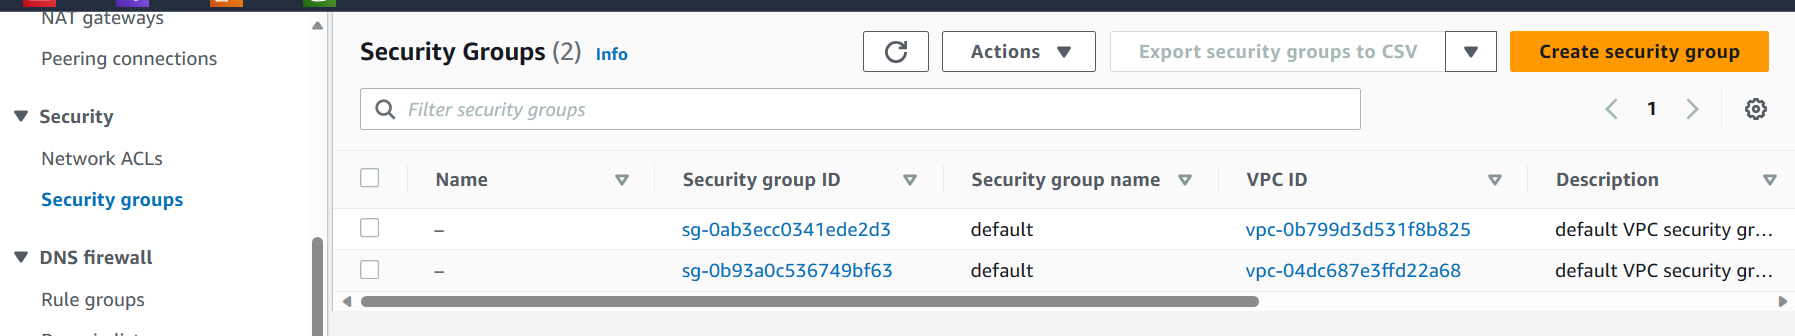 NAT gateways
Peering connections
Security
Network ACLs
Security groups
DNS firewall
Rule groups
Security Groups (2) Info
Actions
Export security groups to CSV
Create security group
Filter security groups
1
Name Security group ID Security group name VPC ID Description
– sg-0ab3ecc0341ede2d3 default vpc-0b799d3d531f8b825 default VPC security gr...
– sg-0b93a0c536749bf63 default vpc-04dc687e3ffd22a68 default VPC security gr...